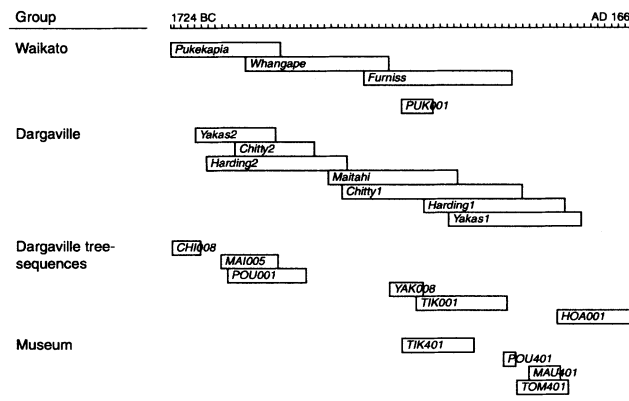 Group 1724 BC AD 166
Waikato
Pukekapia
Whangape
Furniss
PUK001
Dargaville
Yakas2
Chitty2
Harding2
Maitahi
Chitty1
Harding1
Yakas1
Dargaville tree-
sequences
CHI008
MAI005
POU001
YAK008
TIK001
HOA001
Museum
TIK401
POU401
MAU401
TOM401